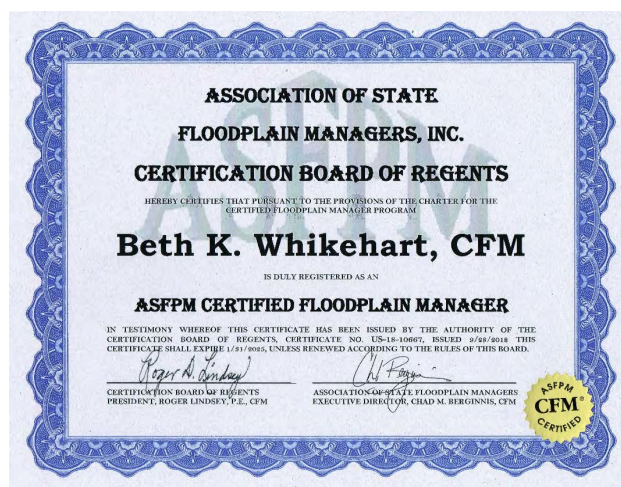 ASFPM
ASSOCIATION OF STATE
FLOODPLAIN MANAGERS, INC.
CERTIFICATION BOARD OF REGENTS
HEREBY CERTIFIES THAT PURSUANT TO THE PROVISIONS OF THE CHARTER FOR THE
CERTIFIED FLOODPLAIN MANAGER PROGRAM
Beth K. Whikehart, CFM
IS DULY REGISTERED AS AN
ASFPM CERTIFIED FLOODPLAIN MANAGER
IN TESTIMONY WHEREOF THIS CERTIFICATE HAS BEEN ISSUED BY THE AUTHORITY OF THE
CERTIFICATION BOARD OF REGENTS, CERTIFICATE NO. US-18-10667, ISSUED 9/28/2018 THIS
CERTIFICATE SHALL EXPIRE 1/31/2025, UNLESS RENEWED ACCORDING TO THE RULES OF THIS BOARD.
Roger D. Lindsey
CERTIFICATION BOARD OF REGENTS
PRESIDENT, ROGER LINDSEY, P.E., CFM
ASSOCIATION OF STATE FLOODPLAIN MANAGERS
EXECUTIVE DIRECTOR, CHAD M. BERGINNIS, CFM
ASFPM
CFM®
CERTIFIED